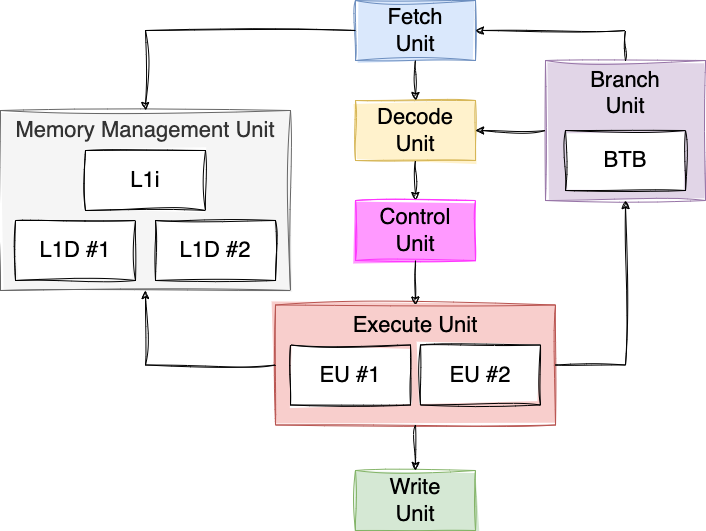 Fetch
Unit
Branch
Unit
BTB
Decode
Unit
Memory Management Unit
L1i
L1D #1
L1D #2
Control
Unit
Execute Unit
EU #1
EU #2
Write
Unit